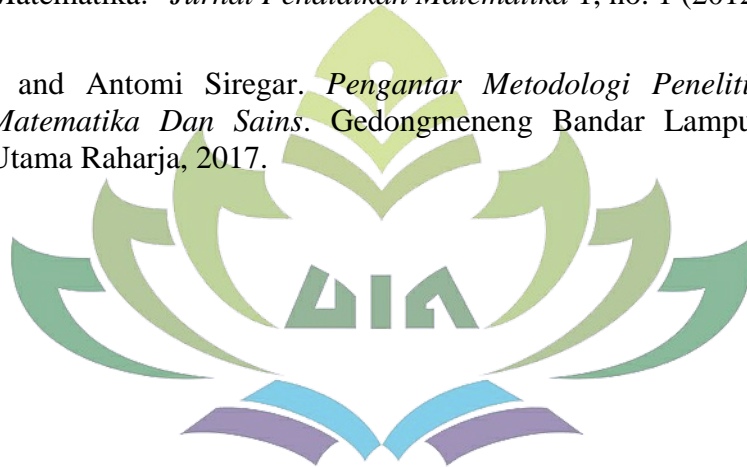 Matematika." Jurnal Pendidikan Matematika 1, no. 1 (2012
and Antomi Siregar. Pengantar Metodologi Peneliti
Matematika Dan Sains. Gedongmeneng Bandar Lampu
Utama Raharja, 2017.
UIN